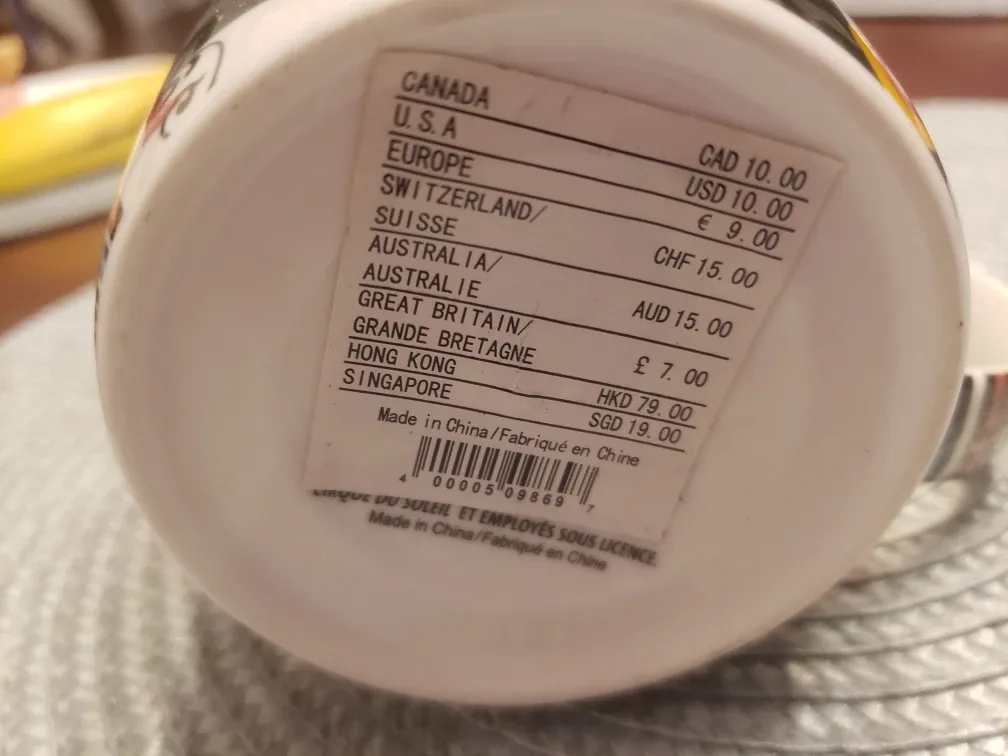 CANADA CAD 10.00
U.S.A USD 10.00
EUROPE € 9.00
SWITZERLAND/
SUISSE CHF 15.00
AUSTRALIA/
AUSTRALIE AUD 15.00
GREAT BRITAIN/
GRANDE BRETAGNE £ 7.00
HONG KONG HKD 79.00
SINGAPORE SGD 19.00
Made in China/Fabriqué en Chine
4 00000509869 7
CIRQUE DU SOLEIL ET EMPLOYÉS SOUS LICENCE.
Made in China/Fabriqué en Chine